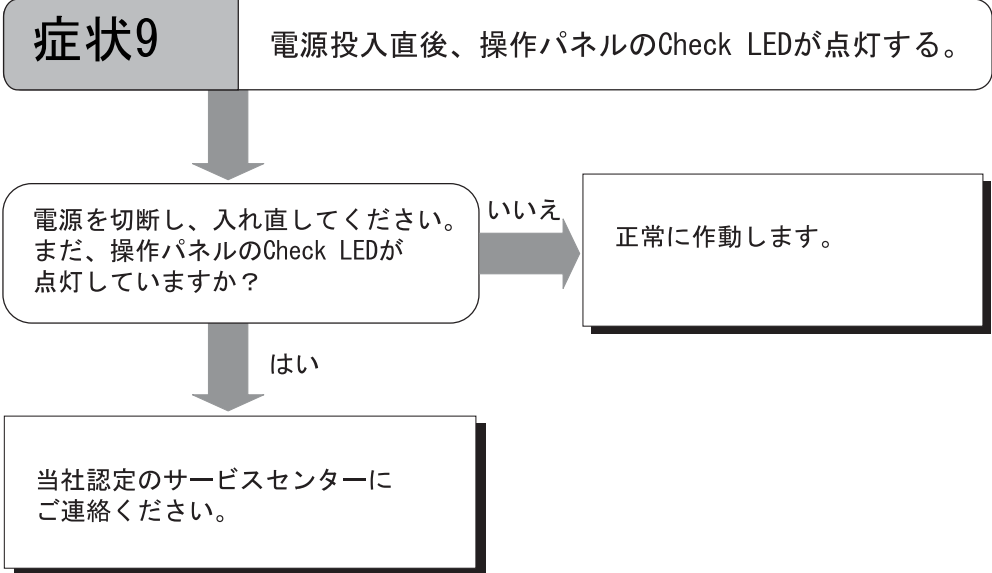 症状9
電源投入直後、操作パネルのCheck LEDが点灯する。
電源を切断し、入れ直してください。
まだ、操作パネルのCheck LEDが
点灯していますか？
いいえ
正常に作動します。
はい
当社認定のサービスセンターに
ご連絡ください。